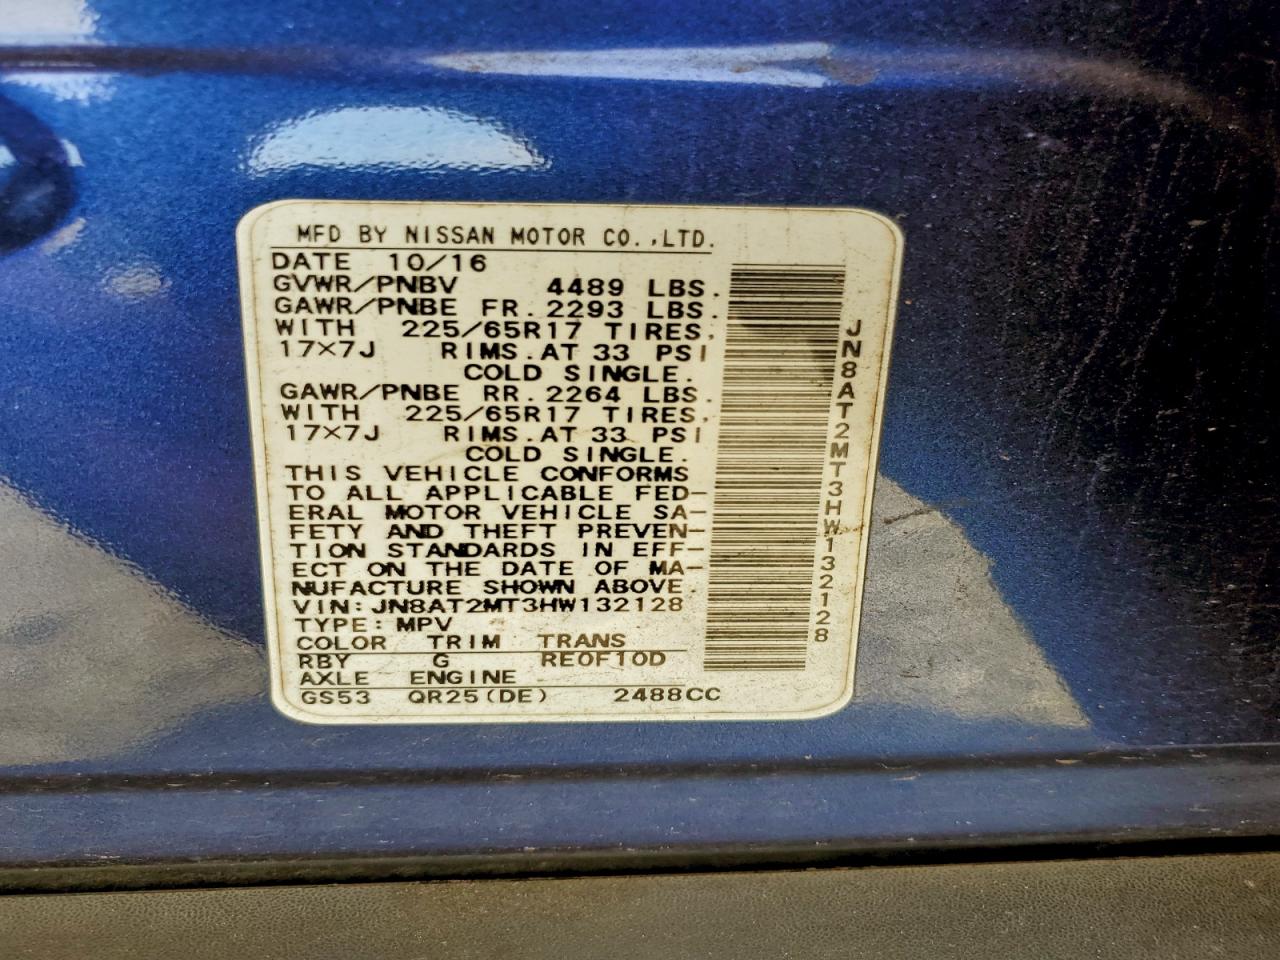 MFD BY NISSAN MOTOR CO.,LTD.
DATE 10/16
GVWR/PNBV 4489 LBS.
GAWR/PNBE FR. 2293 LBS.
WITH 225/65R17 TIRES,
17×7J RIMS.AT 33 PSI
COLD SINGLE.
GAWR/PNBE RR. 2264 LBS.
WITH 225/65R17 TIRES,
17×7J RIMS.AT 33 PSI
COLD SINGLE.
THIS VEHICLE CONFORMS
TO ALL APPLICABLE FED-
ERAL MOTOR VEHICLE SA-
FETY AND THEFT PREVEN-
TION STANDARDS IN EFF-
ECT ON THE DATE OF MA-
NUFACTURE SHOWN ABOVE.
VIN:JN8AT2MT3HW132128
TYPE:MPV
COLOR TRIM TRANS
RBY G RE0F10D
AXLE ENGINE
GS53 QR25(DE) 2488CC
JN8AT2MT3HW132128